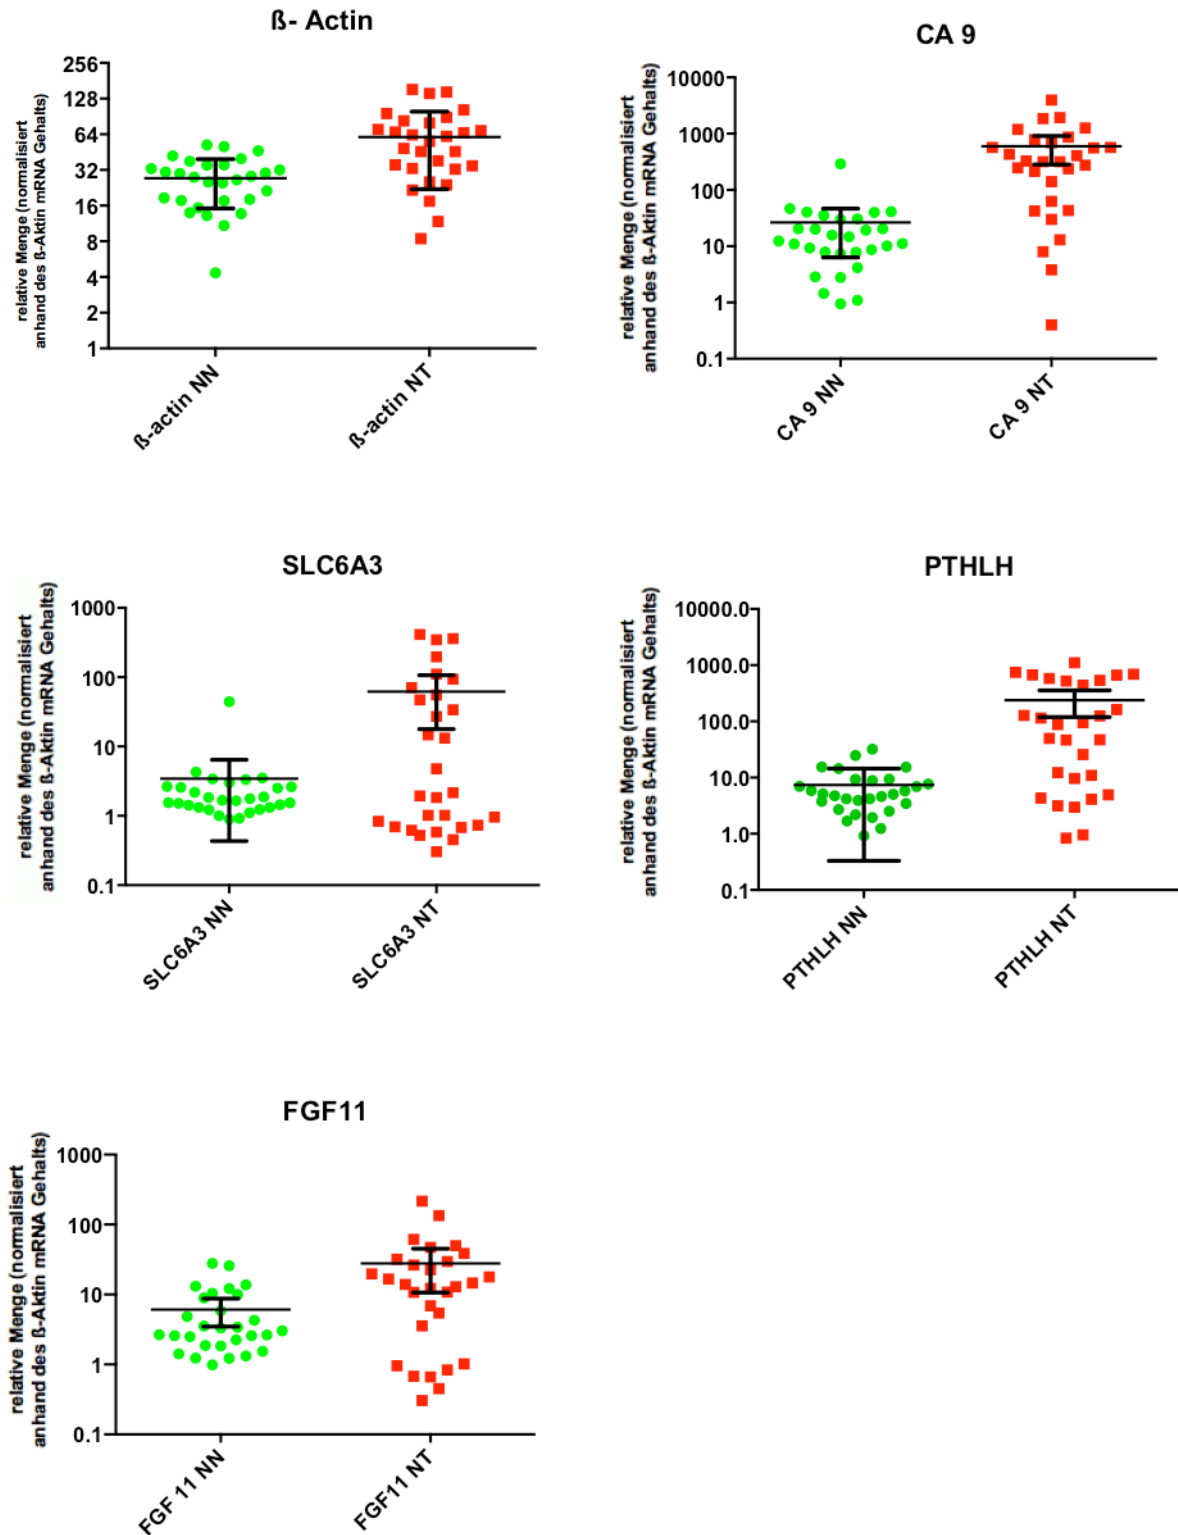 ß- Actin
relative Menge (normalisiert
anhand des ß-Aktin mRNA Gehalts)
256
128
64
32
16
8
4
2
1
ß-actin NN
ß-actin NT
CA 9
relative Menge (normalisiert
anhand des ß-Aktin mRNA Gehalts)
10000
1000
100
10
1
0.1
CA 9 NN
CA 9 NT
SLC6A3
relative Menge (normalisiert
anhand des ß-Aktin mRNA Gehalts)
1000
100
10
1
0.1
SLC6A3 NN
SLC6A3 NT
PTHLH
relative Menge (normalisiert
anhand des ß-Aktin mRNA Gehalts)
10000.0
1000.0
100.0
10.0
1.0
0.1
PTHLH NN
PTHLH NT
FGF11
relative Menge (normalisiert
anhand des ß-Aktin mRNA Gehalts)
1000
100
10
1
0.1
FGF 11 NN
FGF11 NT